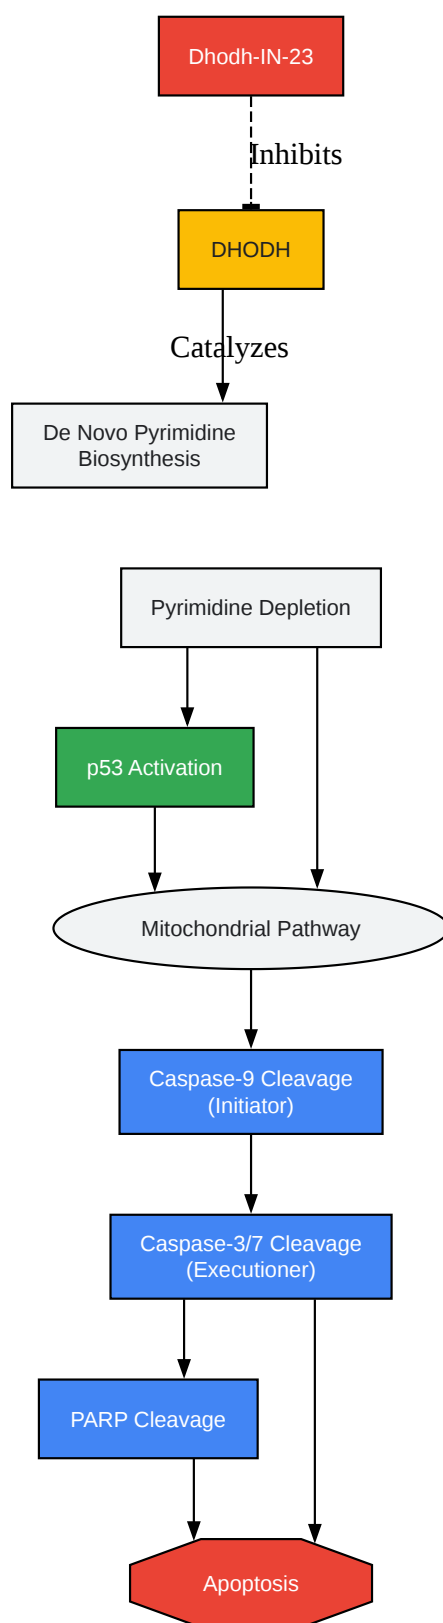 Dhodh-IN-23
Inhibits
DHODH
Catalyzes
De Novo Pyrimidine
Biosynthesis
Pyrimidine Depletion
p53 Activation
Mitochondrial Pathway
Caspase-9 Cleavage
(Initiator)
Caspase-3/7 Cleavage
(Executioner)
PARP Cleavage
Apoptosis